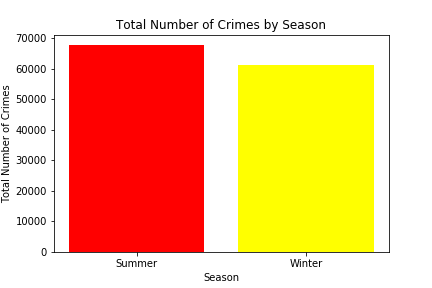 Total Number of Crimes by Season
Total Number of Crimes
70000
60000
50000
40000
30000
20000
10000
0
Summer
Winter
Season